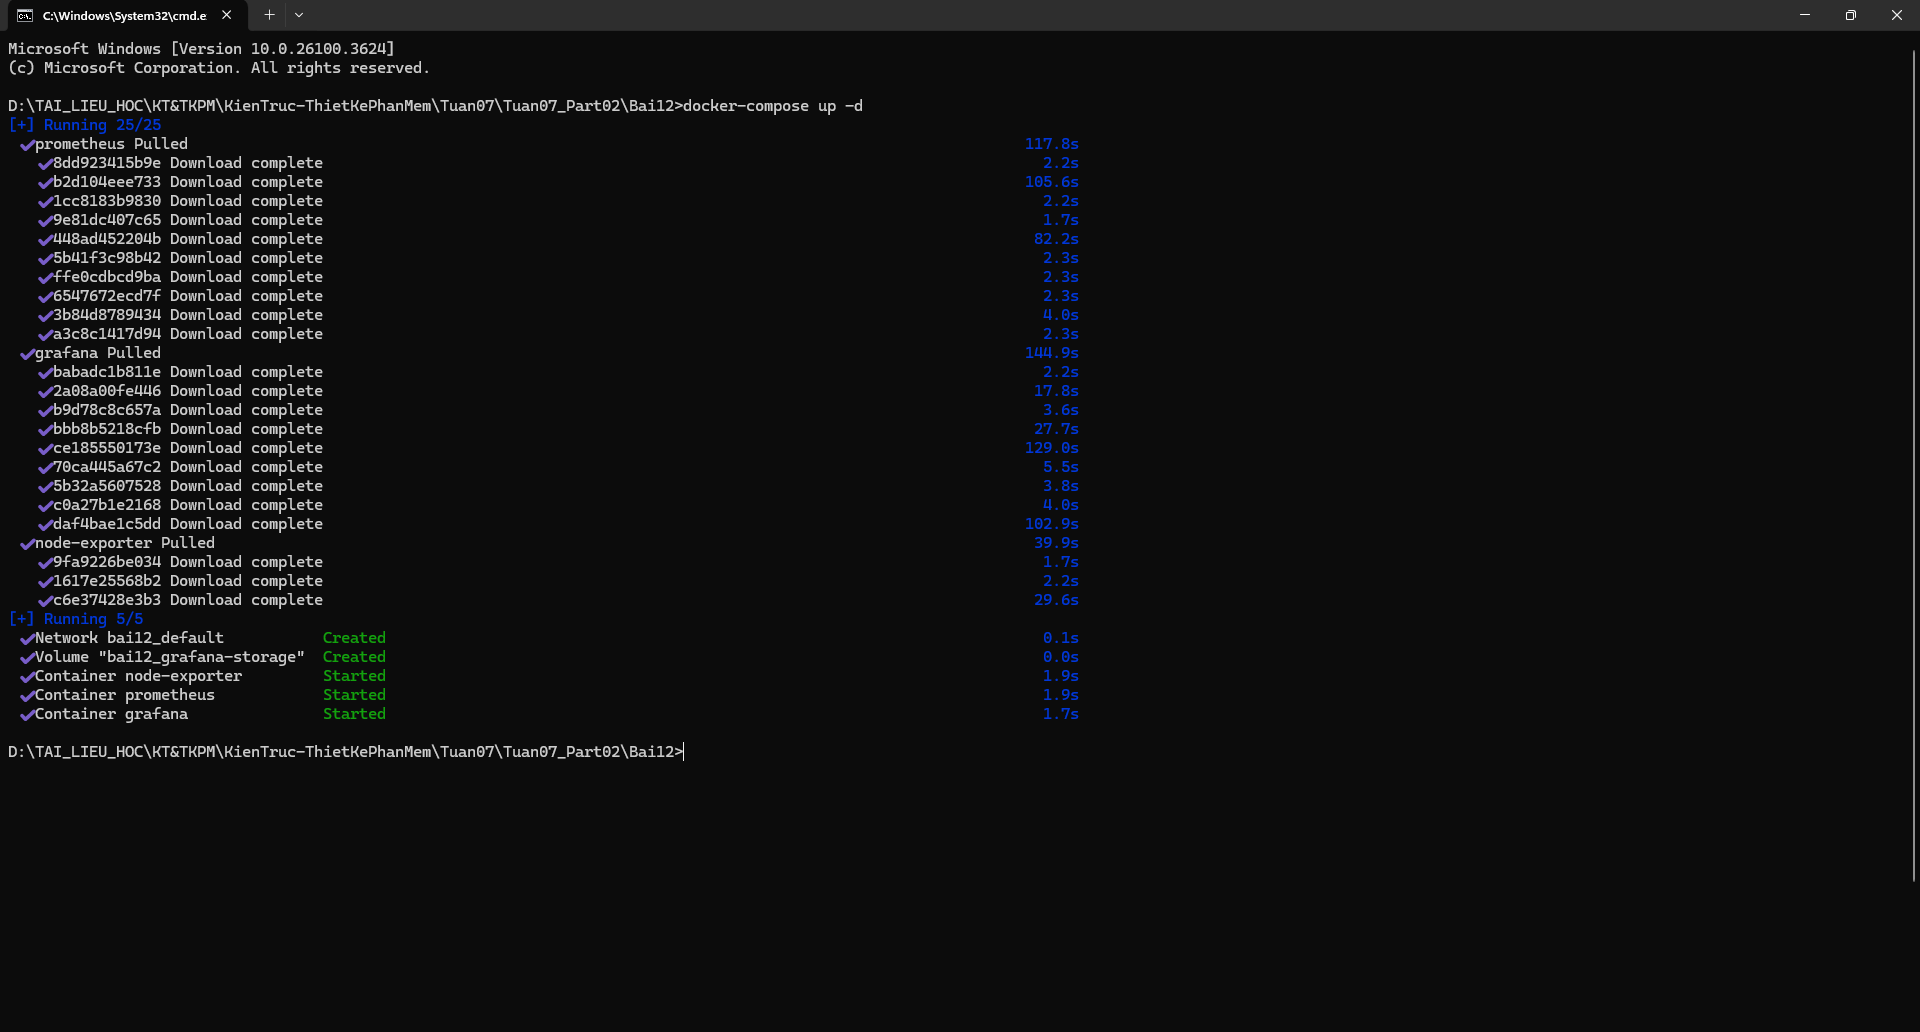 C:\Windows\System32\cmd.e
Microsoft Windows [Version 10.0.26100.3624]
(c) Microsoft Corporation. All rights reserved.
D:\TAI_LIEU_HOC\KT&TKPM\KienTruc-ThietKePhanMem\Tuan07\Tuan07_Part02\Bai12>docker-compose up -d
[+] Running 25/25
✔prometheus Pulled 117.8s
✔8dd923415b9e Download complete 2.2s
✔b2d104eee733 Download complete 105.6s
✔1cc8183b9830 Download complete 2.2s
✔9e81dc407c65 Download complete 1.7s
✔448ad452204b Download complete 82.2s
✔5b41f3c98b42 Download complete 2.3s
✔ffe0cdbcd9ba Download complete 2.3s
✔6547672ecd7f Download complete 2.3s
✔3b84d8789434 Download complete 4.0s
✔a3c8c1417d94 Download complete 2.3s
✔grafana Pulled 144.9s
✔babadc1b811e Download complete 2.2s
✔2a08a00fe446 Download complete 17.8s
✔b9d78c8c657a Download complete 3.6s
✔bbb8b5218cfb Download complete 27.7s
✔ce185550173e Download complete 129.0s
✔70ca445a67c2 Download complete 5.5s
✔5b32a5607528 Download complete 3.8s
✔c0a27b1e2168 Download complete 4.0s
✔daf4bae1c5dd Download complete 102.9s
✔node-exporter Pulled 39.9s
✔9fa9226be034 Download complete 1.7s
✔1617e25568b2 Download complete 2.2s
✔c6e37428e3b3 Download complete 29.6s
[+] Running 5/5
✔Network bai12_default Created 0.1s
✔Volume "bai12_grafana-storage" Created 0.0s
✔Container node-exporter Started 1.9s
✔Container prometheus Started 1.9s
✔Container grafana Started 1.7s
D:\TAI_LIEU_HOC\KT&TKPM\KienTruc-ThietKePhanMem\Tuan07\Tuan07_Part02\Bai12>